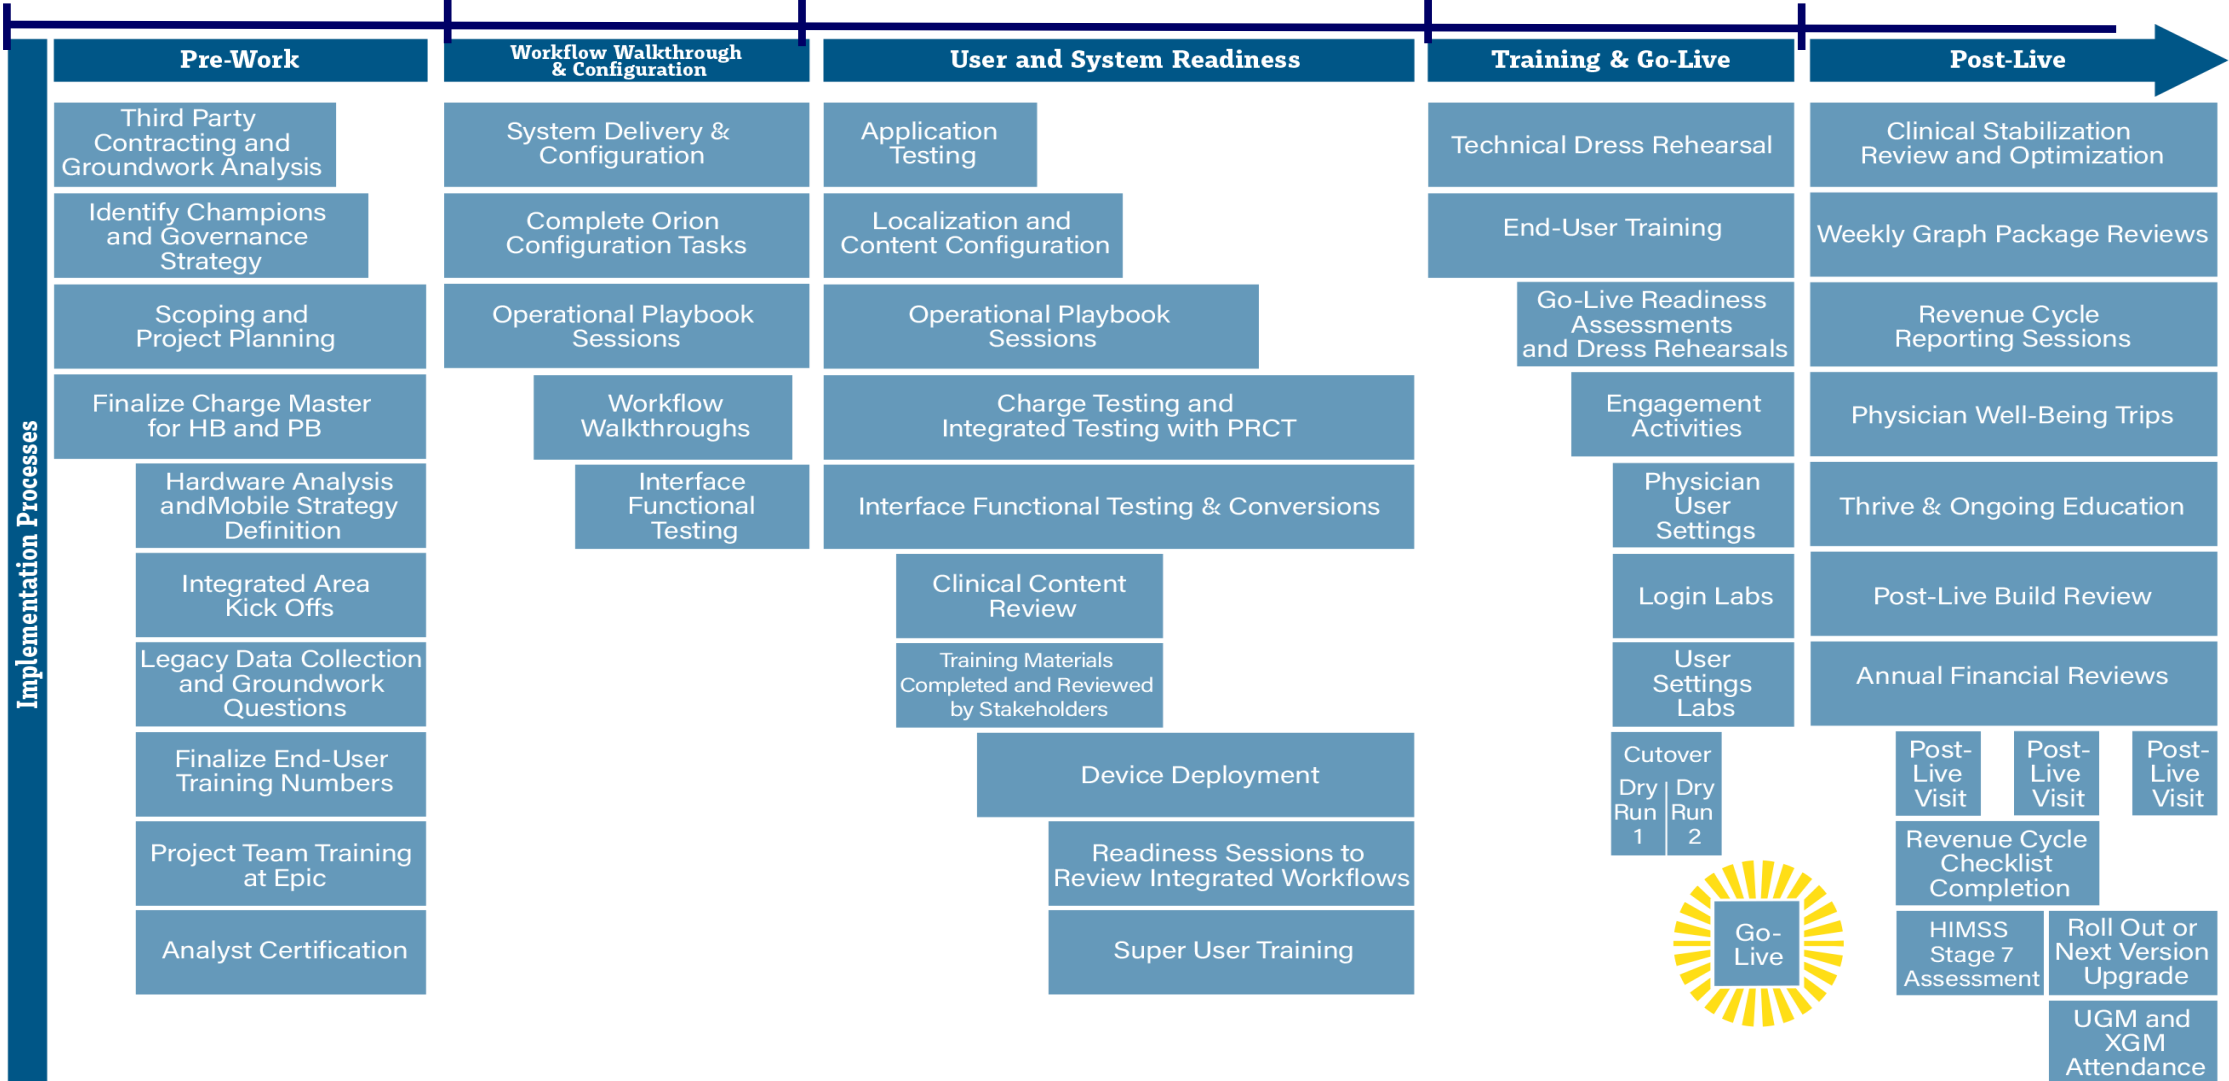 Pre-Work
Workflow Walkthrough
& Configuration
User and System Readiness
Training & Go-Live
Post-Live
Implementation Processes
Third Party
Contracting and
Groundwork Analysis
Identify Champions
and Governance
Strategy
Scoping and
Project Planning
Finalize Charge Master
for HB and PB
Hardware Analysis
andMobile Strategy
Definition
Integrated Area
Kick Offs
Legacy Data Collection
and Groundwork
Questions
Finalize End-User
Training Numbers
Project Team Training
at Epic
Analyst Certification
System Delivery &
Configuration
Complete Orion
Configuration Tasks
Operational Playbook
Sessions
Workflow
Walkthroughs
Interface
Functional
Testing
Application
Testing
Localization and
Content Configuration
Operational Playbook
Sessions
Charge Testing and
Integrated Testing with PRCT
Interface Functional Testing & Conversions
Clinical Content
Review
Training Materials
Completed and Reviewed
by Stakeholders
Device Deployment
Readiness Sessions to
Review Integrated Workflows
Super User Training
Technical Dress Rehearsal
End-User Training
Go-Live Readiness
Assessments
and Dress Rehearsals
Engagement
Activities
Physician
User
Settings
Login Labs
User
Settings
Labs
Cutover
Dry
Run
1
Dry
Run
2
Go-
Live
Clinical Stabilization
Review and Optimization
Weekly Graph Package Reviews
Revenue Cycle
Reporting Sessions
Physician Well-Being Trips
Thrive & Ongoing Education
Post-Live Build Review
Annual Financial Reviews
Post-
Live
Visit
Post-
Live
Visit
Post-
Live
Visit
Revenue Cycle
Checklist
Completion
HIMSS
Stage 7
Assessment
Roll Out or
Next Version
Upgrade
UGM and
XGM
Attendance